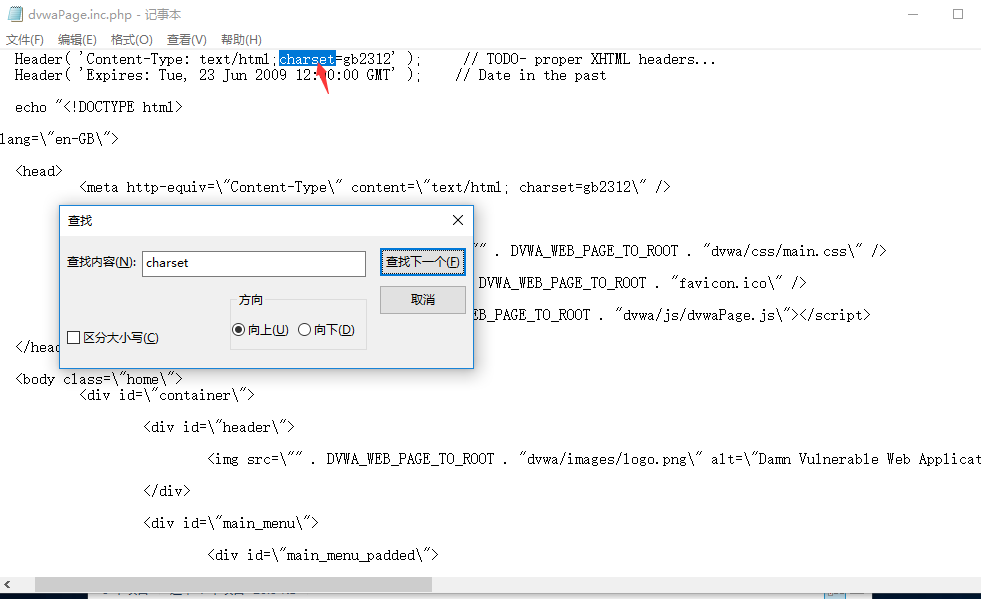 dvwaPage.inc.php - 记事本
文件(F) 编辑(E) 格式(O) 查看(V) 帮助(H)
Header( 'Content-Type: text/html;charset=gb2312' ); // TODO- proper XHTML headers...
Header( 'Expires: Tue, 23 Jun 2009 12: 0:00 GMT' ); // Date in the past
echo "<!DOCTYPE html>
lang=\"en-GB\">
<head>
<meta http-equiv=\"Content-Type\" content=\"text/html; charset=gb2312\" />
查找
查找内容(N): charset 查找下一个(F)
取消
方向
向上(U) 向下(D)
区分大小写(C)
"" . DVWA_WEB_PAGE_TO_ROOT . "dvwa/css/main.css\" />
DVWA_WEB_PAGE_TO_ROOT . "favicon.ico\" />
EB_PAGE_TO_ROOT . "dvwa/js/dvwaPage.js\"></script>
</head
<body class=\"home\">
<div id=\"container\">
<div id=\"header\">
<img src=\"" . DVWA_WEB_PAGE_TO_ROOT . "dvwa/images/logo.png\" alt=\"Damn Vulnerable Web Applicat
</div>
<div id=\"main_menu\">
<div id=\"main_menu_padded\">